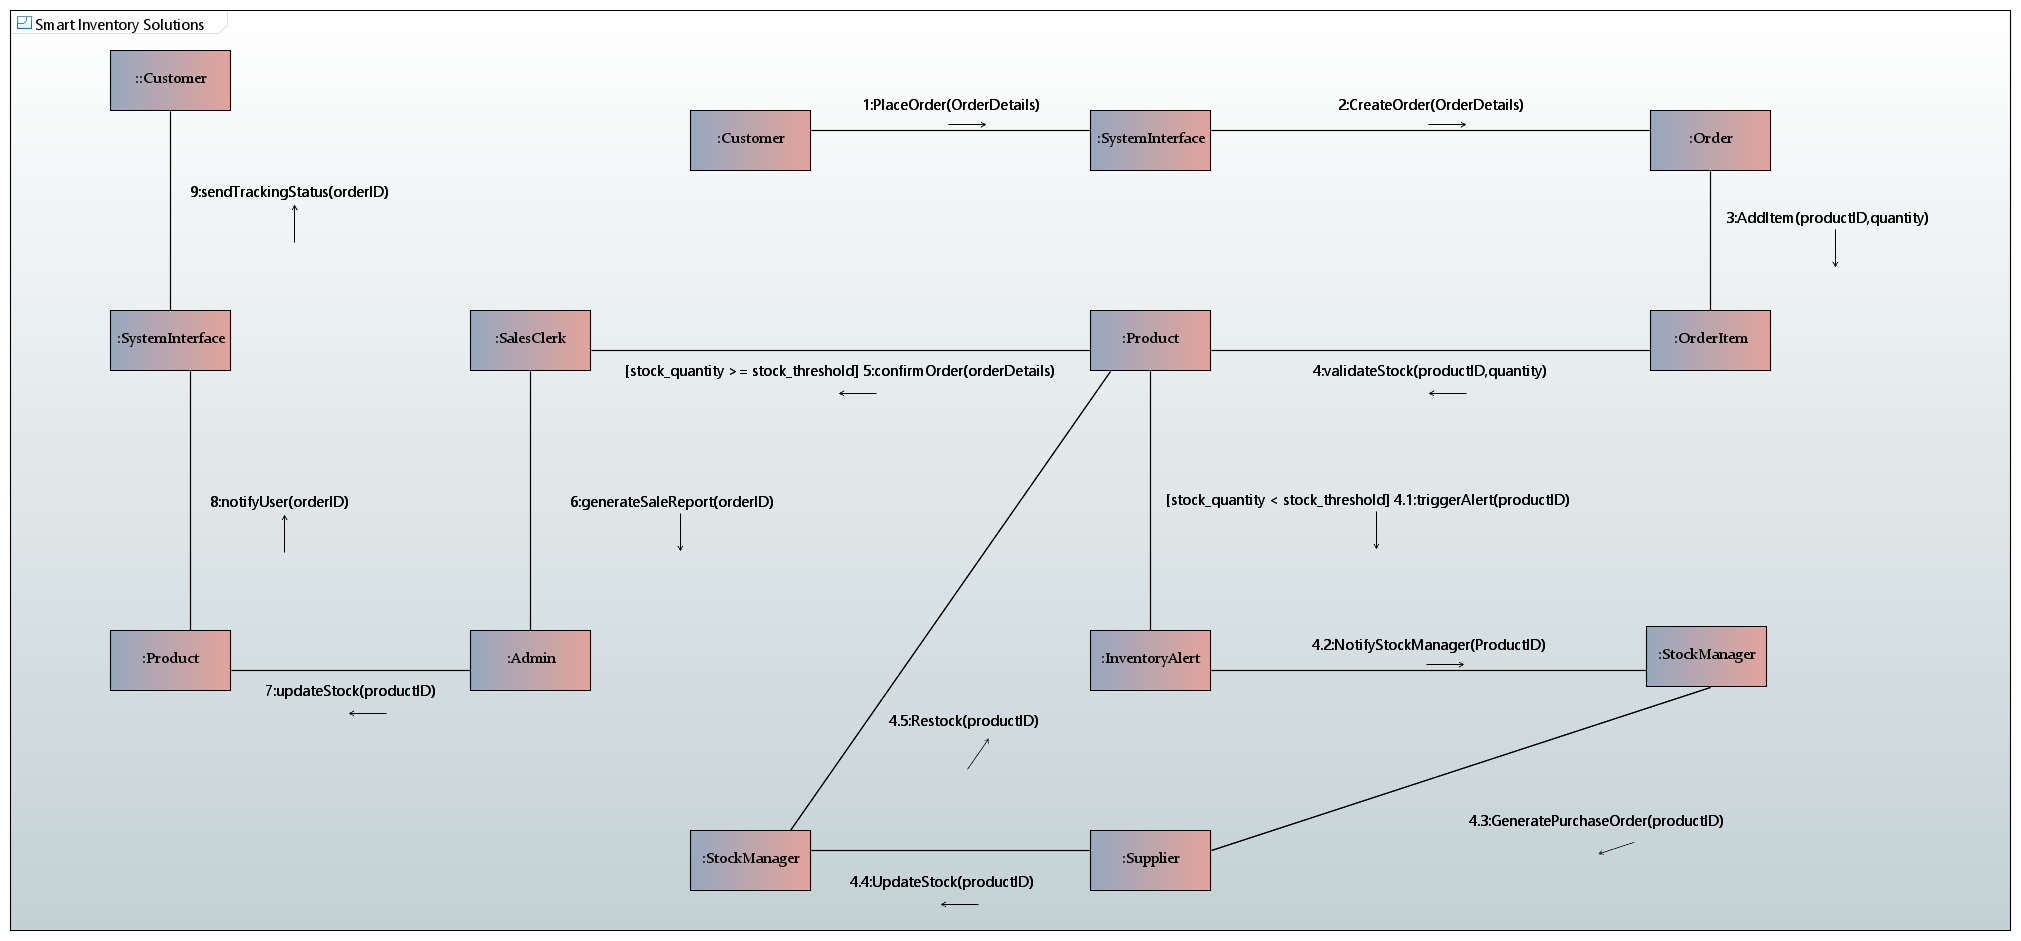 Smart Inventory Solutions
::Customer
1:PlaceOrder(OrderDetails)
2:CreateOrder(OrderDetails)
:Customer
:SystemInterface
:Order
9:sendTrackingStatus(orderID)
3:AddItem(productID,quantity)
:SystemInterface
:SalesClerk
:Product
:OrderItem
[stock_quantity >= stock_threshold] 5:confirmOrder(orderDetails)
4:validateStock(productID,quantity)
8:notifyUser(orderID)
6:generateSaleReport(orderID)
[stock_quantity < stock_threshold] 4.1:triggerAlert(productID)
:Product
:Admin
:InventoryAlert
4.2:NotifyStockManager(ProductID)
:StockManager
7:updateStock(productID)
4.5:Restock(productID)
4.3:GeneratePurchaseOrder(productID)
:StockManager
:Supplier
4.4:UpdateStock(productID)